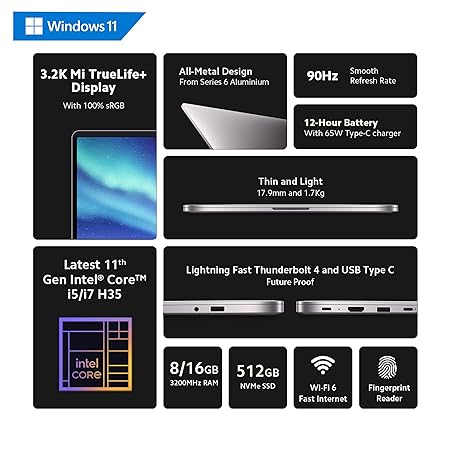 Windows 11
3.2K Mi TrueLife+
Display
With 100% sRGB
All-Metal Design
From Series 6 Aluminium
90Hz
Smooth
Refresh Rate
12-Hour Battery
With 65W Type-C charger
Thin and Light
17.9mm and 1.7Kg
Latest 11th
Gen Intel® Core™
i5/i7 H35
intel
CORE
Lightning Fast Thunderbolt 4 and USB Type C
Future Proof
8/16GB
3200MHz RAM
512GB
NVMe SSD
Wi-Fi 6
Fast Internet
Fingerprint
Reader